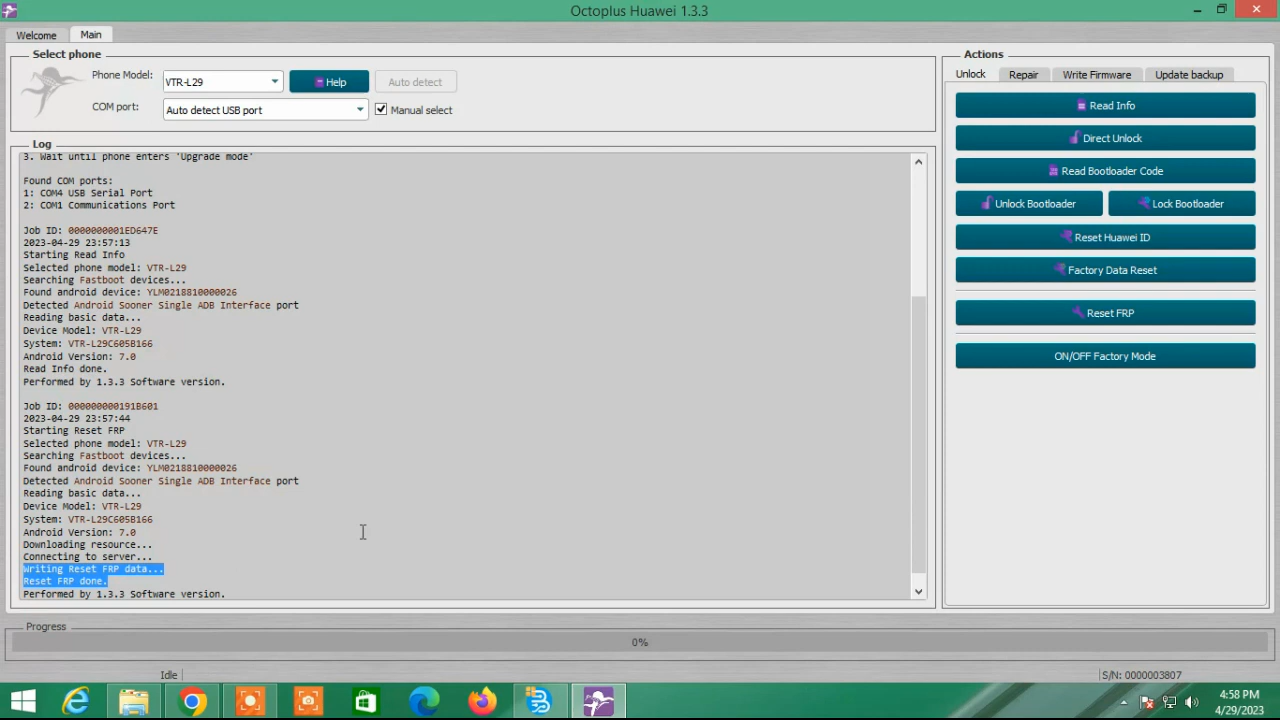 Octoplus Huawei 1.3.3
Welcome
Main
Select phone
Phone Model:
VTR-L29
Help
Auto detect
COM port:
Auto detect USB port
Manual select
Log
3. Wait until phone enters 'Upgrade mode'
Found COM ports:
1: COM4 USB Serial Port
2: COM1 Communications Port
Job ID: 0000000001ED647E
2023-04-29 23:57:13
Starting Read Info
Selected phone model: VTR-L29
Searching Fastboot devices...
Found android device: YLM0218810000026
Detected Android Sooner Single ADB Interface port
Reading basic data...
Device Model: VTR-L29
System: VTR-L29C605B166
Android Version: 7.0
Read Info done.
Performed by 1.3.3 Software version.
Job ID: 000000000191B601
2023-04-29 23:57:44
Starting Reset FRP
Selected phone model: VTR-L29
Searching Fastboot devices...
Found android device: YLM0218810000026
Detected Android Sooner Single ADB Interface port
Reading basic data...
Device Model: VTR-L29
System: VTR-L29C605B166
Android Version: 7.0
Downloading resource...
Connecting to server...
Writing Reset FRP data...
Reset FRP done.
Performed by 1.3.3 Software version.
Actions
Unlock
Repair
Write Firmware
Update backup
Read Info
Direct Unlock
Read Bootloader Code
Unlock Bootloader
Lock Bootloader
Reset Huawei ID
Factory Data Reset
Reset FRP
ON/OFF Factory Mode
Progress
0%
Idle
S/N: 0000003807
4:58 PM
4/29/2023